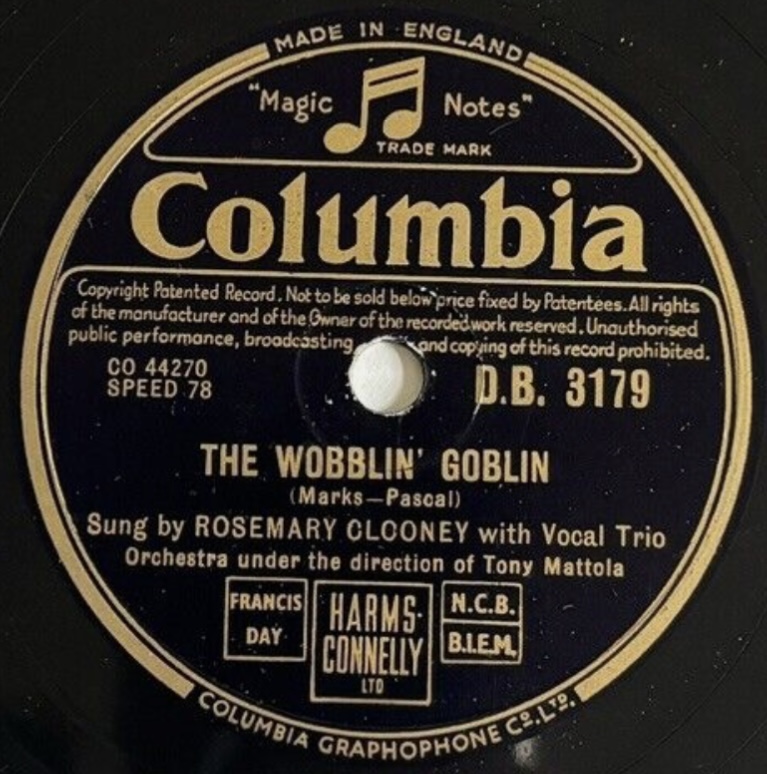 MADE IN ENGLAND
"Magic Notes"
TRADE MARK
Columbia
Copyright Patented Record. Not to be sold below price fixed by Patentees. All rights
of the manufacturer and of the Owner of the recorded work reserved. Unauthorised
public performance, broadcasting and copying of this record prohibited.
CO 44270
SPEED 78
D.B. 3179
THE WOBBLIN' GOBLIN
(Marks—Pascal)
Sung by ROSEMARY CLOONEY with Vocal Trio
Orchestra under the direction of Tony Mattola
FRANCIS
DAY
HARMS-
CONNELLY
LTD
N.C.B.
B.I.E.M.
COLUMBIA GRAPHOPHONE Co. LTD.